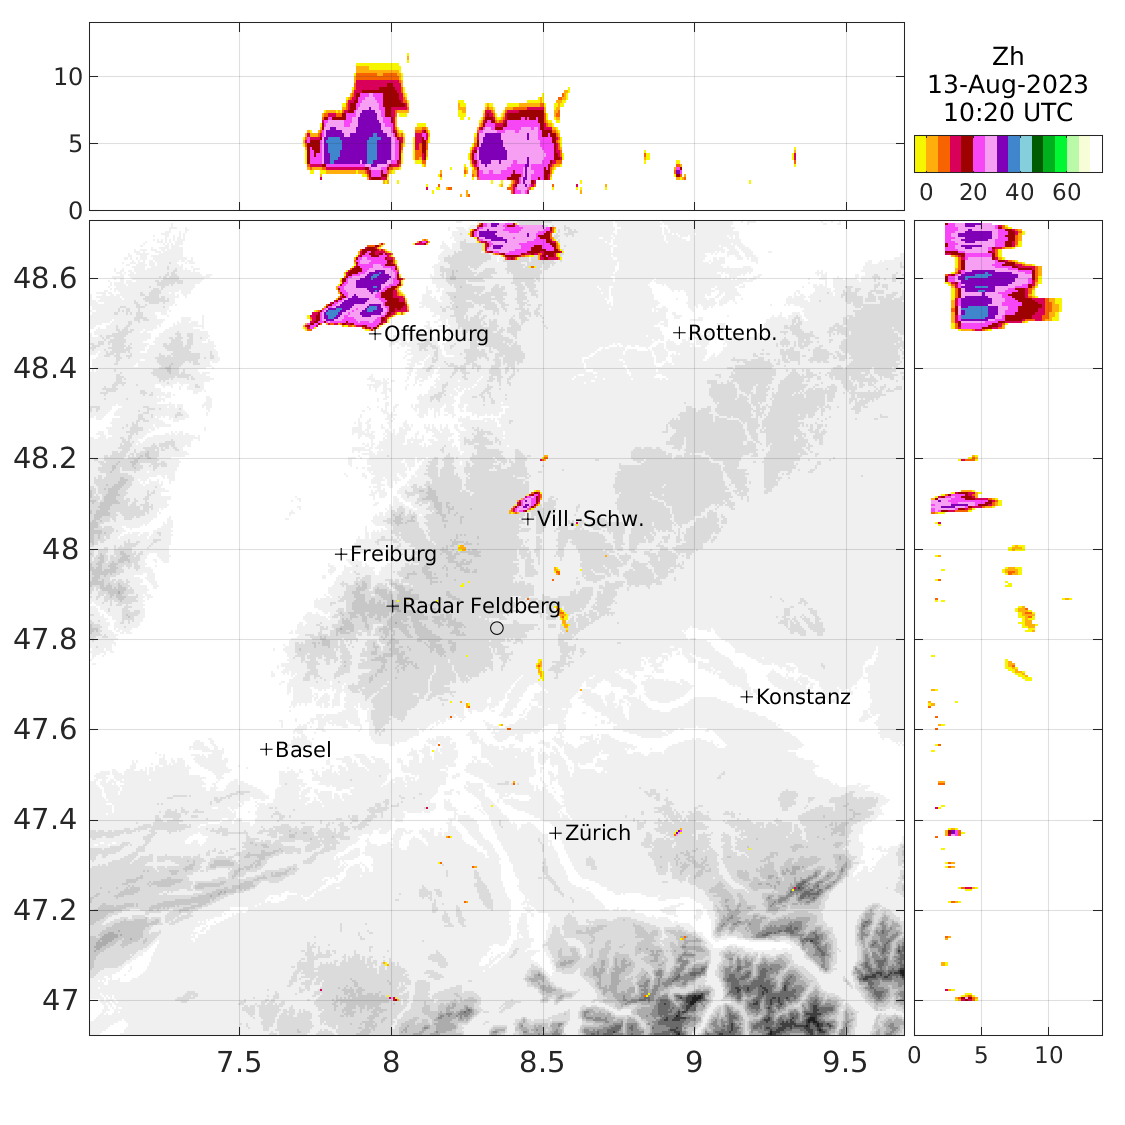 10
5
0
Zh
13-Aug-2023
10:20 UTC
0 20 40 60
48.6
48.4
48.2
48
47.8
47.6
47.4
47.2
47
Offenburg
Rottenb.
Vill.-Schw.
Freiburg
Radar Feldberg
Konstanz
Basel
Zürich
7.5 8 8.5 9 9.5
0 5 10